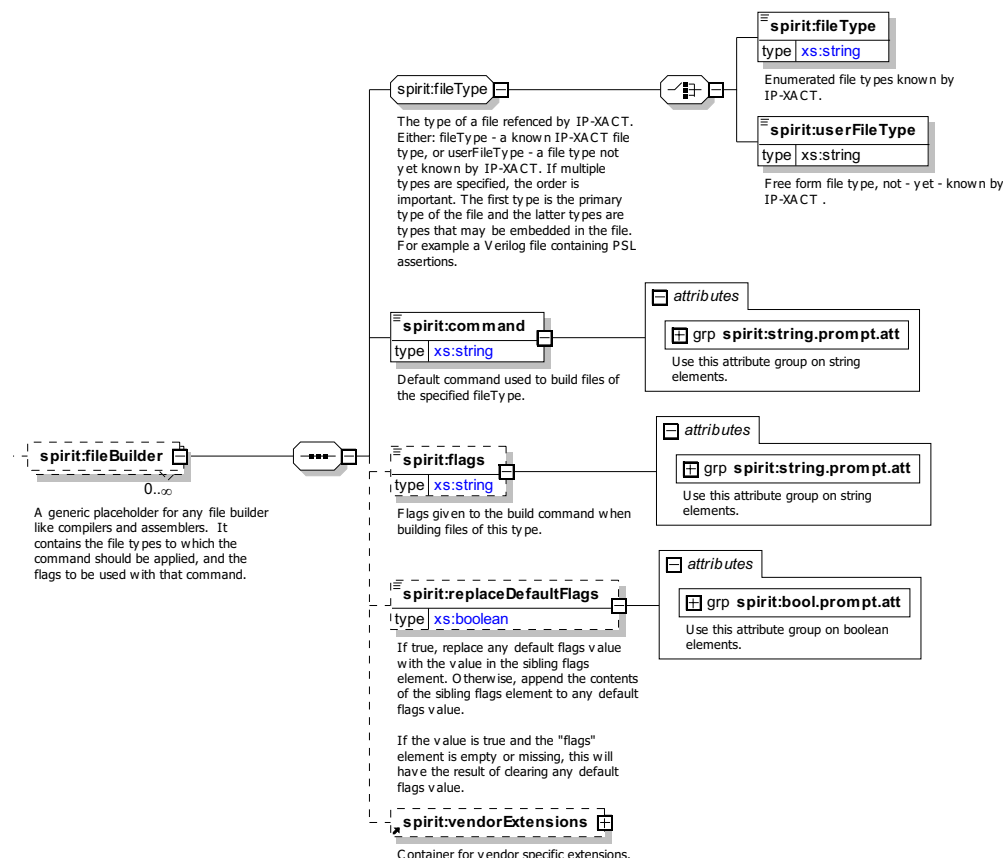 spirit:fileType
type xs:string
Enumerated file types known by
IP-XACT.
spirit:fileType
The type of a file refenced by IP-XACT.
Either: fileType - a known IP-XACT file
type, or userFileType - a file type not
yet known by IP-XACT. If multiple
types are specified, the order is
important. The first type is the primary
type of the file and the latter types are
types that may be embedded in the file.
For example a Verilog file containing PSL
assertions.
spirit:userFileType
type xs:string
Free form file type, not - yet - known by
IP-XACT .
spirit:command
type xs:string
Default command used to build files of
the specified fileType.
attributes
grp spirit:string.prompt.att
Use this attribute group on string
elements.
spirit:fileBuilder
0..∞
A generic placeholder for any file builder
like compilers and assemblers. It
contains the file types to which the
command should be applied, and the
flags to be used with that command.
spirit:flags
type xs:string
Flags given to the build command when
building files of this type.
attributes
grp spirit:string.prompt.att
Use this attribute group on string
elements.
spirit:replaceDefaultFlags
type xs:boolean
If true, replace any default flags value
with the value in the sibling flags
element. Otherwise, append the contents
of the sibling flags element to any default
flags value.
If the value is true and the "flags"
element is empty or missing, this will
have the result of clearing any default
flags value.
attributes
grp spirit:bool.prompt.att
Use this attribute group on boolean
elements.
spirit:vendorExtensions
Container for vendor specific extensions.